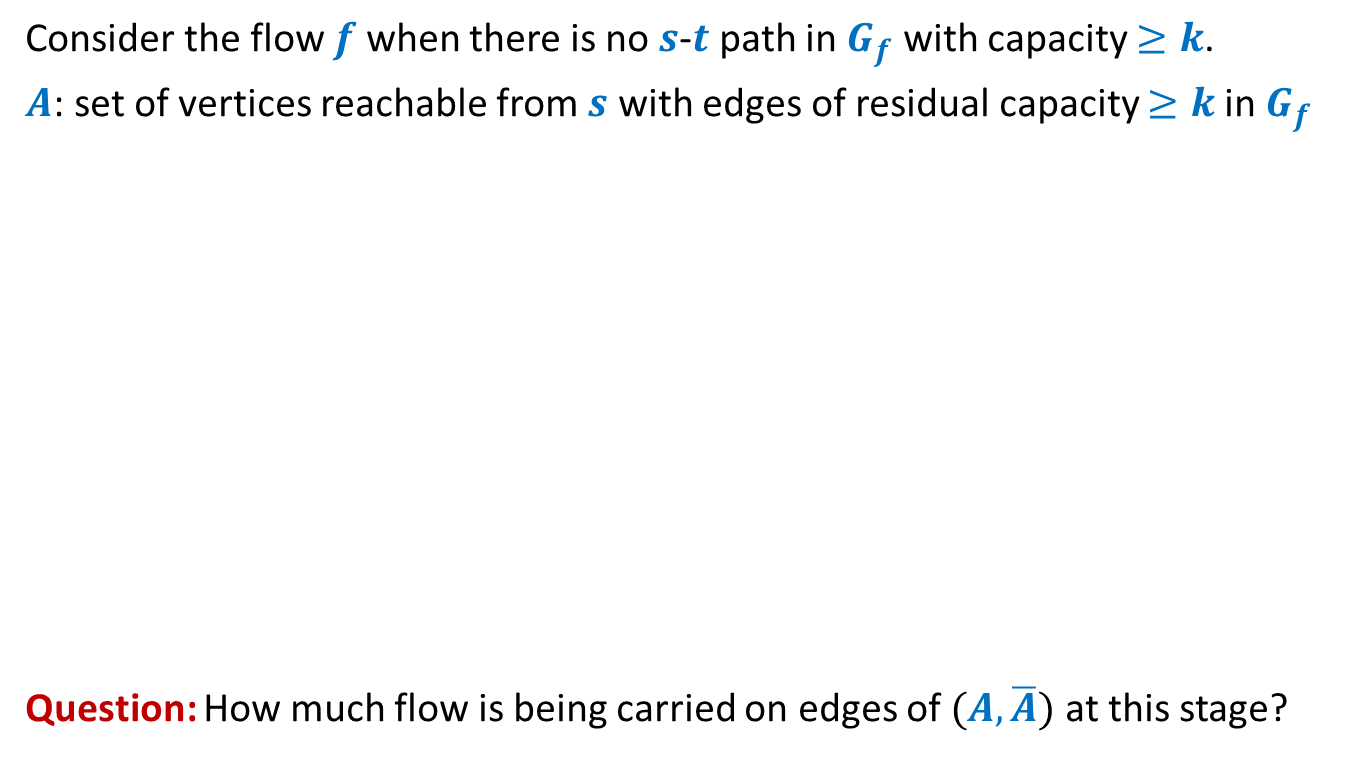 Consider the flow f when there is no s-t path in G_f with capacity ≥ k.
A: set of vertices reachable from s with edges of residual capacity ≥ k in G_f
Question: How much flow is being carried on edges of (A, A̅) at this stage?